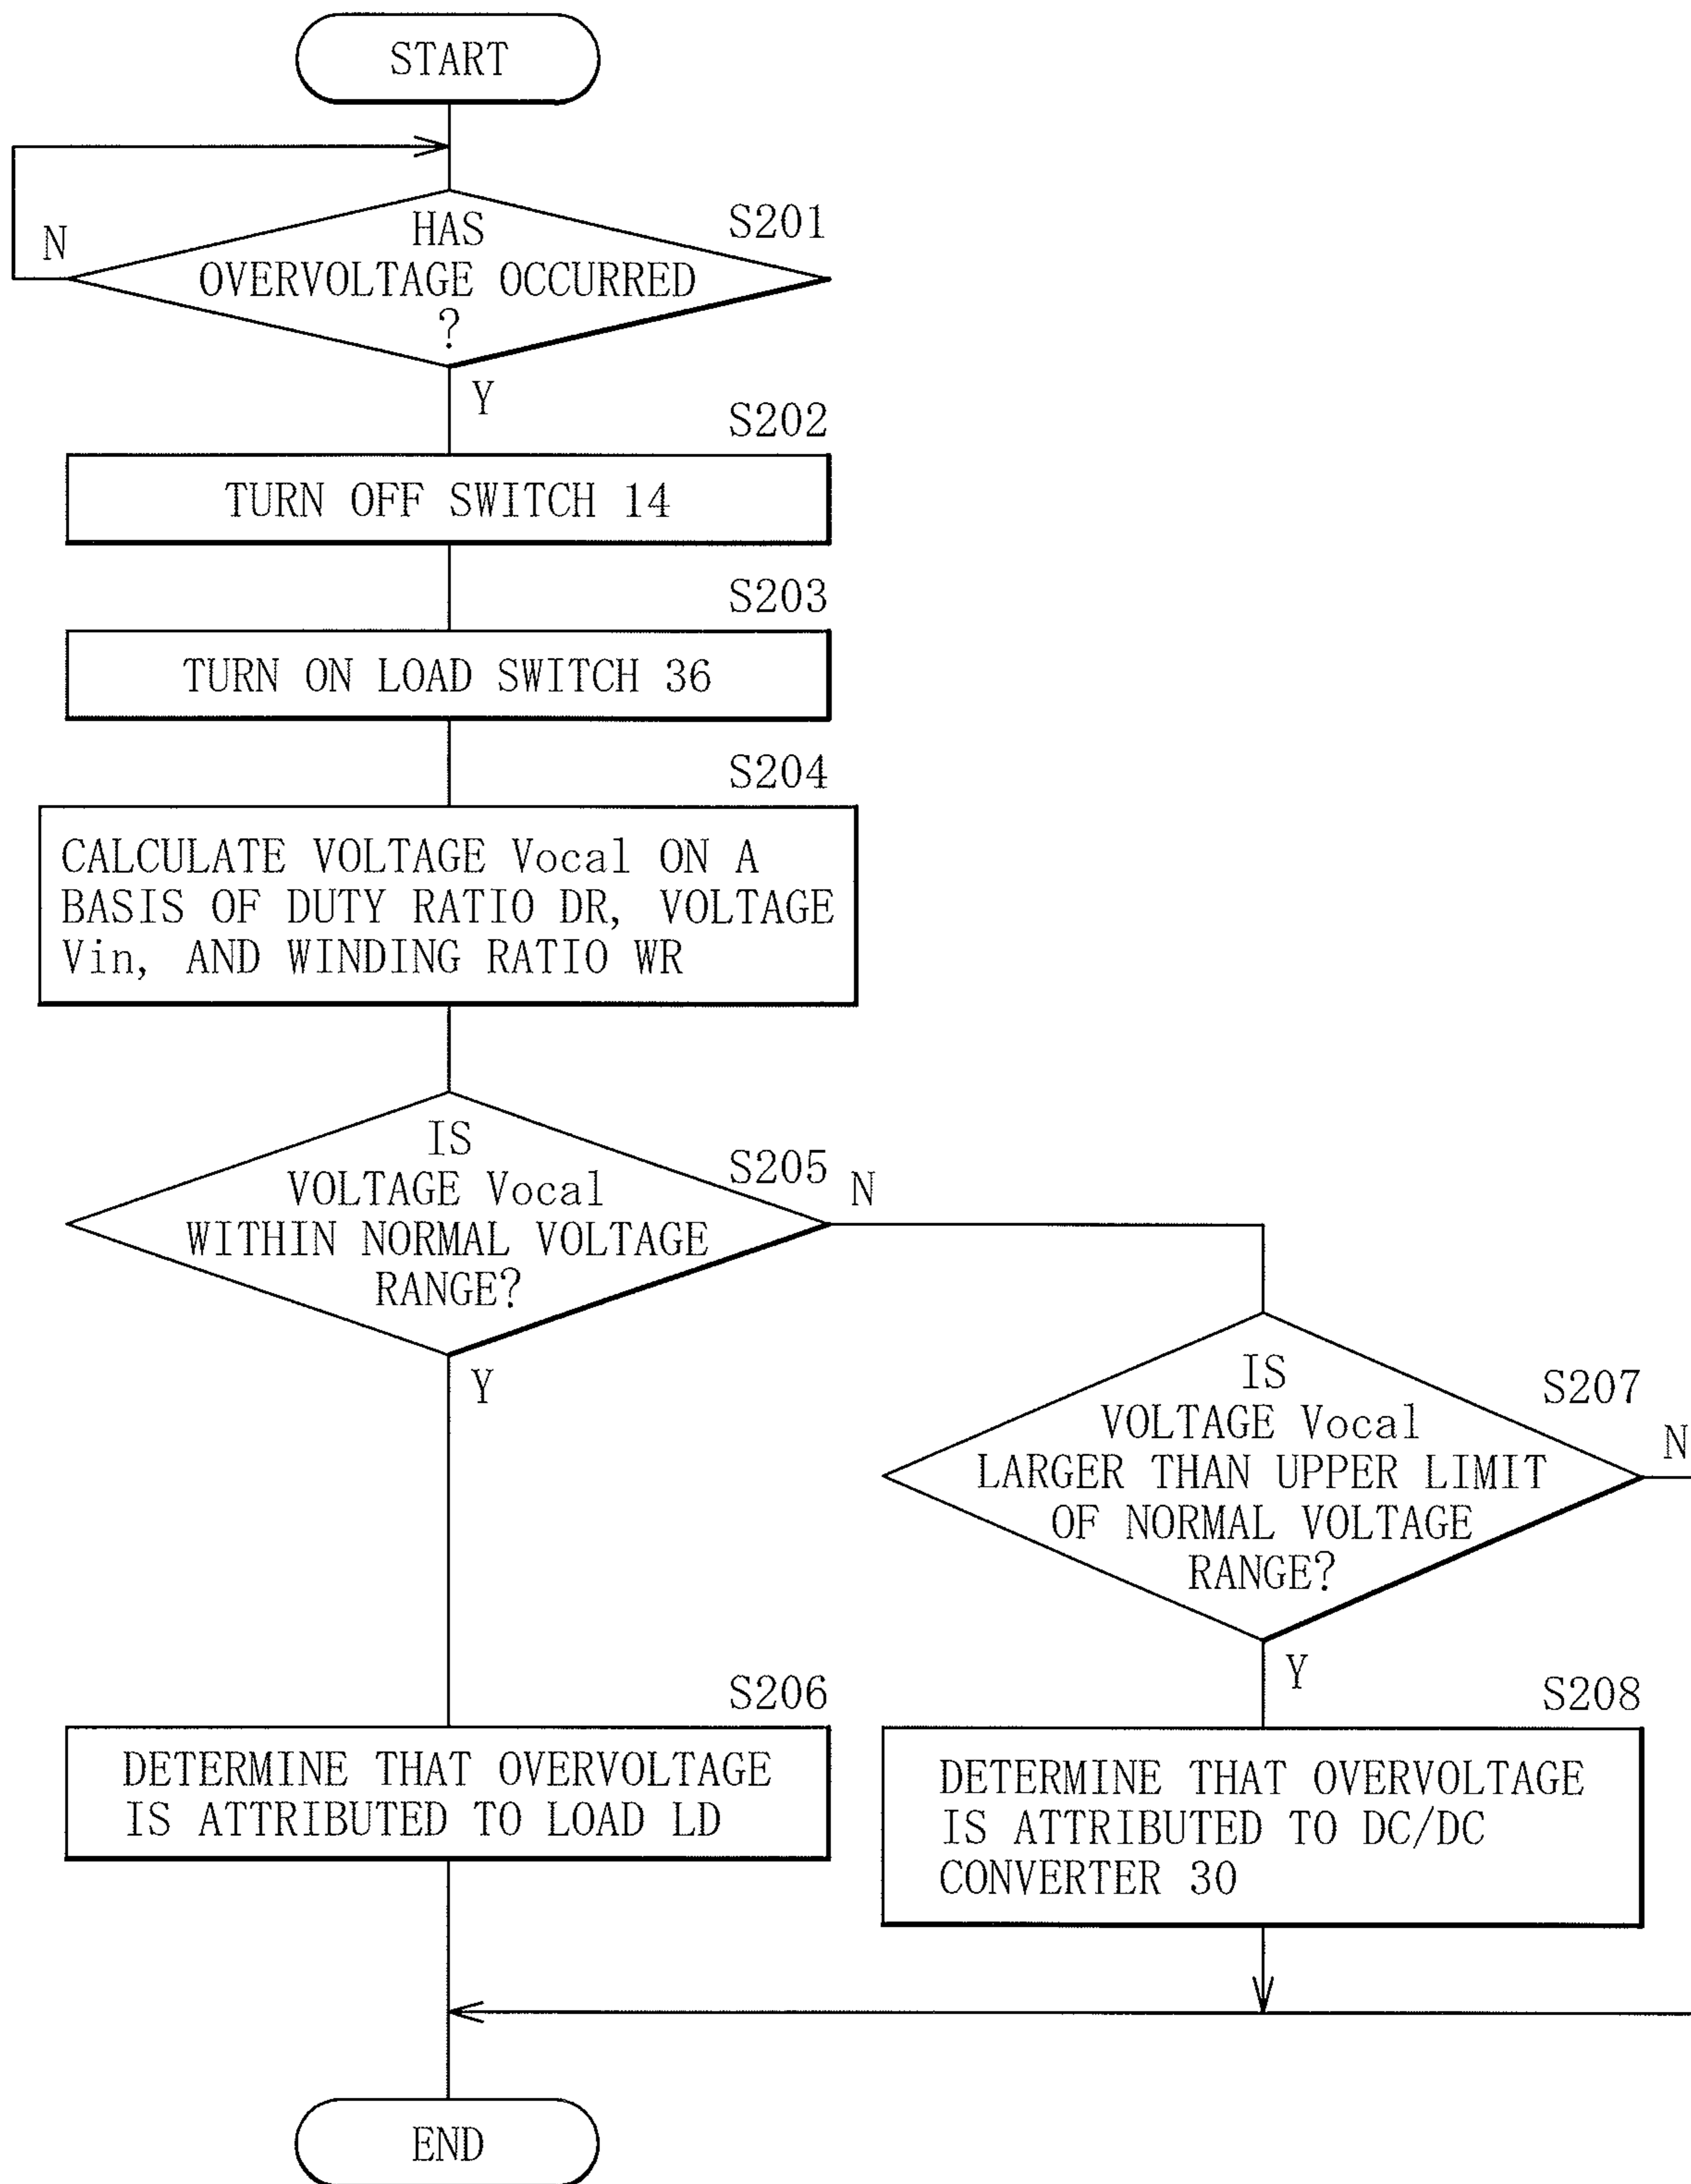 START
N
S201
HAS
OVERVOLTAGE OCCURRED
?
Y
S202
TURN OFF SWITCH 14
S203
TURN ON LOAD SWITCH 36
S204
CALCULATE VOLTAGE Vocal ON A
BASIS OF DUTY RATIO DR, VOLTAGE
Vin, AND WINDING RATIO WR
S205
N
IS
VOLTAGE Vocal
WITHIN NORMAL VOLTAGE
RANGE?
Y
S207
N
IS
VOLTAGE Vocal
LARGER THAN UPPER LIMIT
OF NORMAL VOLTAGE
RANGE?
Y
S206
DETERMINE THAT OVERVOLTAGE
IS ATTRIBUTED TO LOAD LD
S208
DETERMINE THAT OVERVOLTAGE
IS ATTRIBUTED TO DC/DC
CONVERTER 30
END